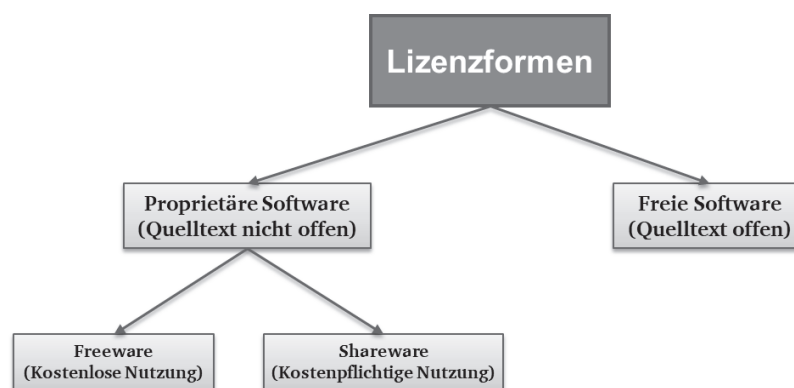 Lizenzformen
Proprietäre Software
(Quelltext nicht offen)
Freie Software
(Quelltext offen)
Freeware
(Kostenlose Nutzung)
Shareware
(Kostenpflichtige Nutzung)